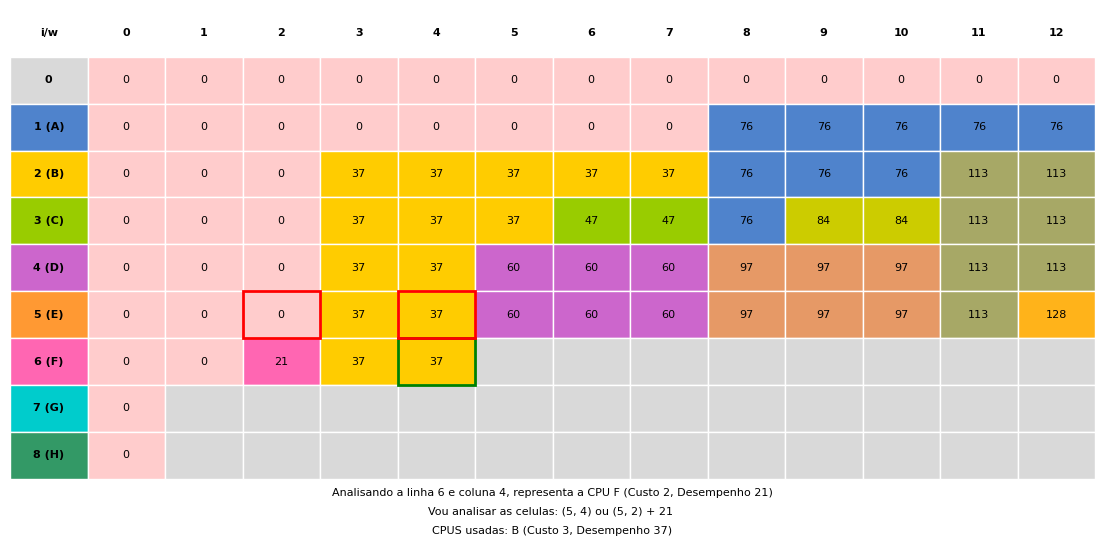 i/w 0 1 2 3 4 5 6 7 8 9 10 11 12
0 0 0 0 0 0 0 0 0 0 0 0 0 0
1 (A) 0 0 0 0 0 0 0 0 76 76 76 76 76
2 (B) 0 0 0 37 37 37 37 37 76 76 76 113 113
3 (C) 0 0 0 37 37 37 47 47 76 84 84 113 113
4 (D) 0 0 0 37 37 60 60 60 97 97 97 113 113
5 (E) 0 0 0 37 37 60 60 60 97 97 97 113 128
6 (F) 0 0 21 37 37
7 (G) 0
8 (H) 0
Analisando a linha 6 e coluna 4, representa a CPU F (Custo 2, Desempenho 21)
Vou analisar as celulas: (5, 4) ou (5, 2) + 21
CPUS usadas: B (Custo 3, Desempenho 37)